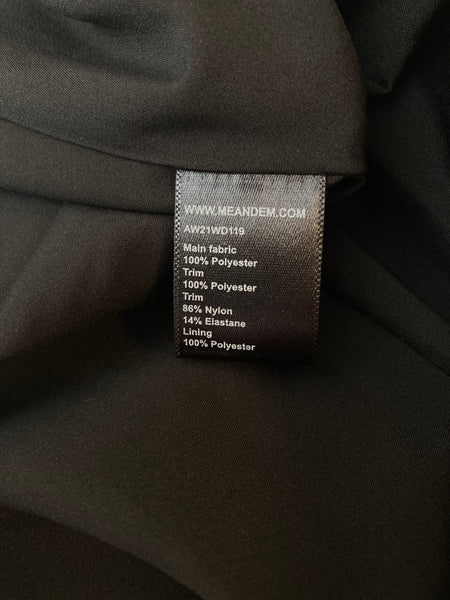 WWW.MEANDEM.COM
AW21WD119
Main fabric
100% Polyester
Trim
100% Polyester
Trim
86% Nylon
14% Elastane
Lining
100% Polyester